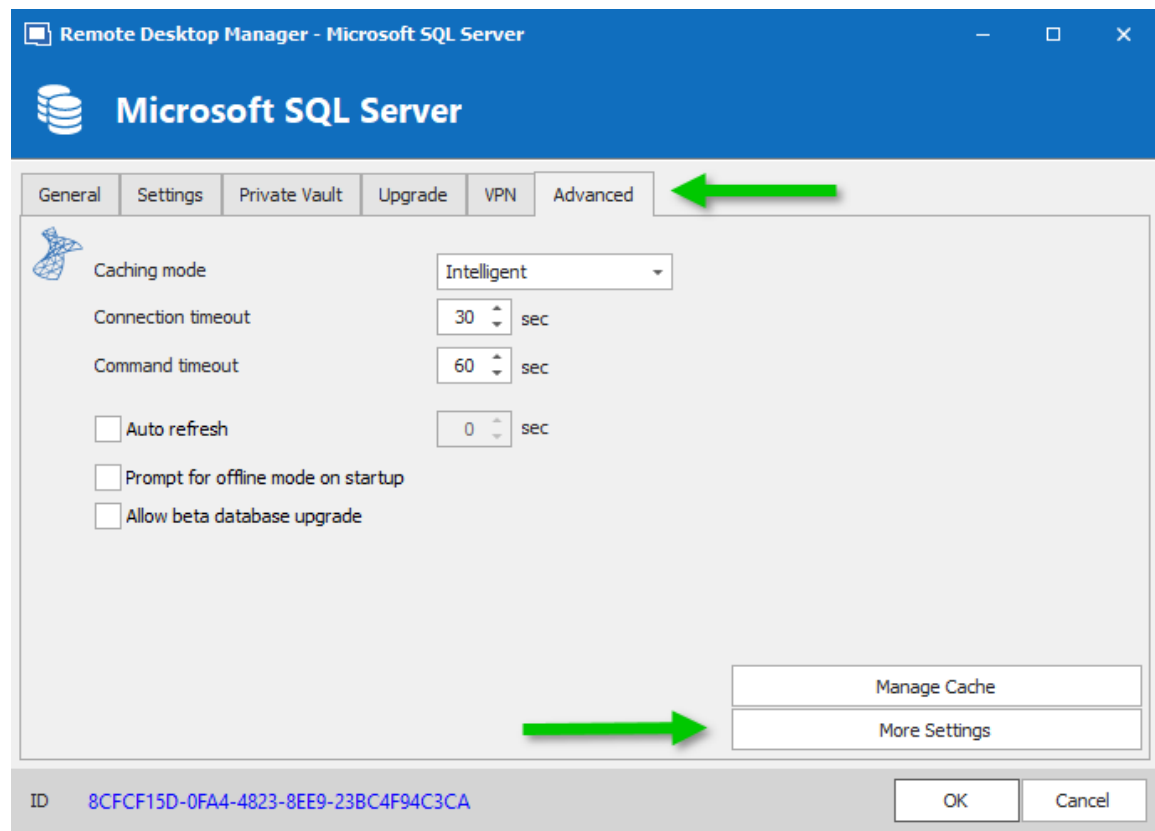 Remote Desktop Manager - Microsoft SQL Server
Microsoft SQL Server
General Settings Private Vault Upgrade VPN Advanced
Caching mode Intelligent
Connection timeout 30 sec
Command timeout 60 sec
Auto refresh 0 sec
Prompt for offline mode on startup
Allow beta database upgrade
Manage Cache
More Settings
ID 8CFCF15D-0FA4-4823-8EE9-23BC4F94C3CA OK Cancel